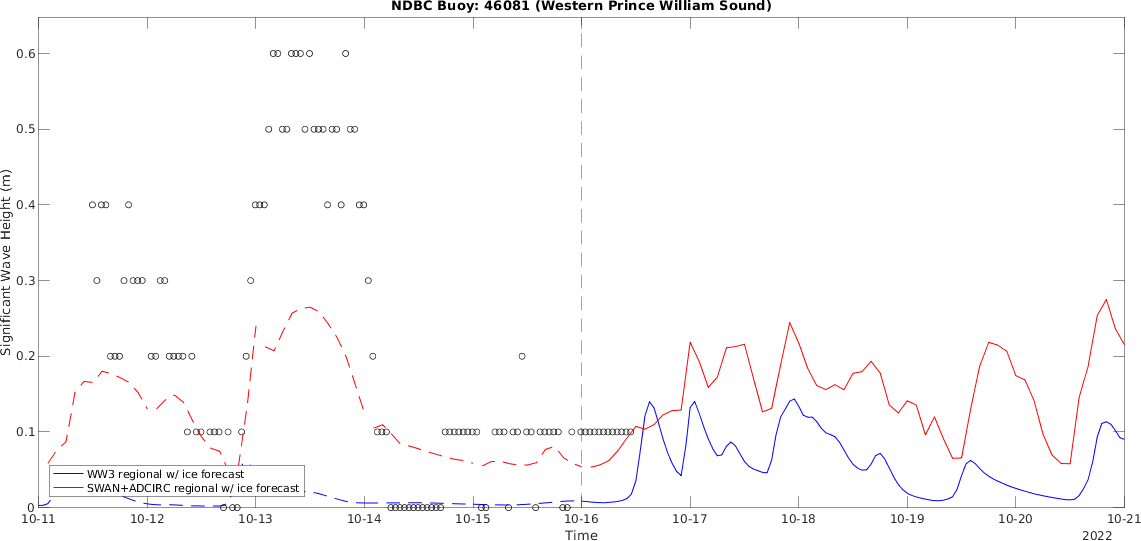 NDBC Buoy: 46081 (Western Prince William Sound)
Significant Wave Height (m)
0.6
0.5
0.4
0.3
0.2
0.1
0
WW3 regional w/ ice forecast
SWAN+ADCIRC regional w/ ice forecast
10-11 10-12 10-13 10-14 10-15 10-16 10-17 10-18 10-19 10-20 10-21
Time
2022